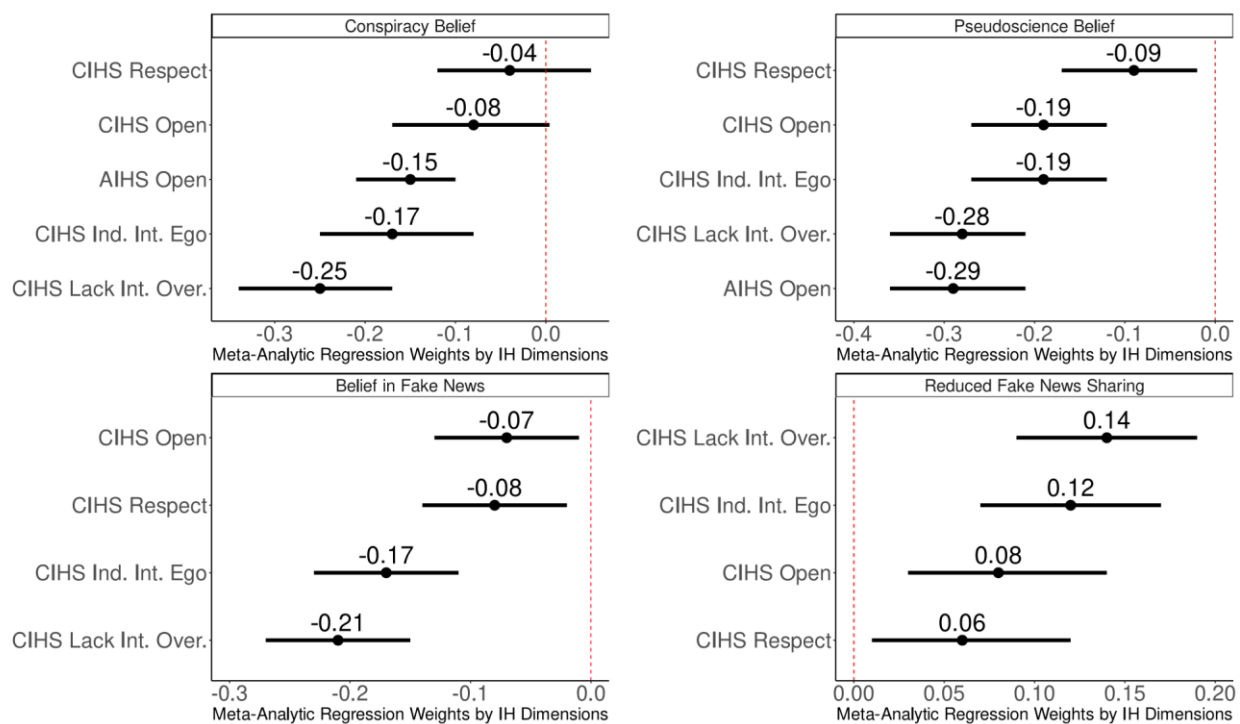 Conspiracy Belief
CIHS Respect
-0.04
CIHS Open
-0.08
AIHS Open
-0.15
CIHS Ind. Int. Ego
-0.17
CIHS Lack Int. Over.
-0.25
-0.3 -0.2 -0.1 0.0
Meta-Analytic Regression Weights by IH Dimensions
Pseudoscience Belief
CIHS Respect
-0.09
CIHS Open
-0.19
CIHS Ind. Int. Ego
-0.19
CIHS Lack Int. Over.
-0.28
AIHS Open
-0.29
-0.4 -0.3 -0.2 -0.1 0.0
Meta-Analytic Regression Weights by IH Dimensions
Belief in Fake News
CIHS Open
-0.07
CIHS Respect
-0.08
CIHS Ind. Int. Ego
-0.17
CIHS Lack Int. Over.
-0.21
-0.3 -0.2 -0.1 0.0
Meta-Analytic Regression Weights by IH Dimensions
Reduced Fake News Sharing
CIHS Lack Int. Over.
0.14
CIHS Ind. Int. Ego
0.12
CIHS Open
0.08
CIHS Respect
0.06
0.00 0.05 0.10 0.15 0.20
Meta-Analytic Regression Weights by IH Dimensions